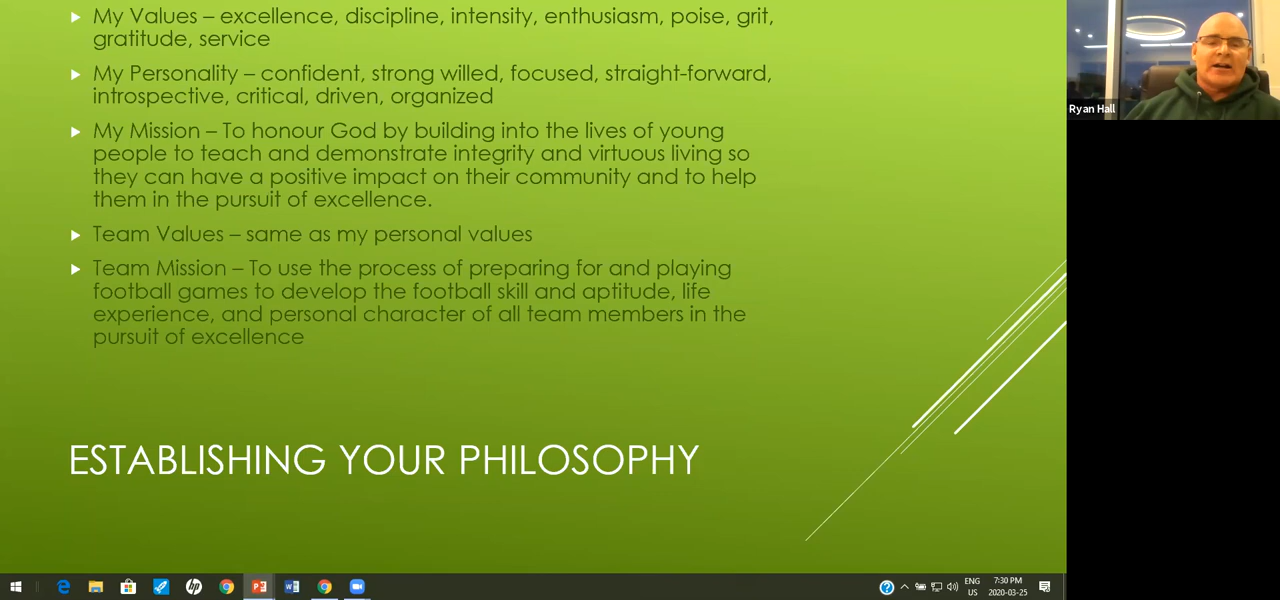 My Values – excellence, discipline, intensity, enthusiasm, poise, grit,
gratitude, service
My Personality – confident, strong willed, focused, straight-forward,
introspective, critical, driven, organized
My Mission – To honour God by building into the lives of young
people to teach and demonstrate integrity and virtuous living so
they can have a positive impact on their community and to help
them in the pursuit of excellence.
Team Values – same as my personal values
Team Mission – To use the process of preparing for and playing
football games to develop the football skill and aptitude, life
experience, and personal character of all team members in the
pursuit of excellence
ESTABLISHING YOUR PHILOSOPHY
Ryan Hall
ENG
US
7:30 PM
2020-03-25